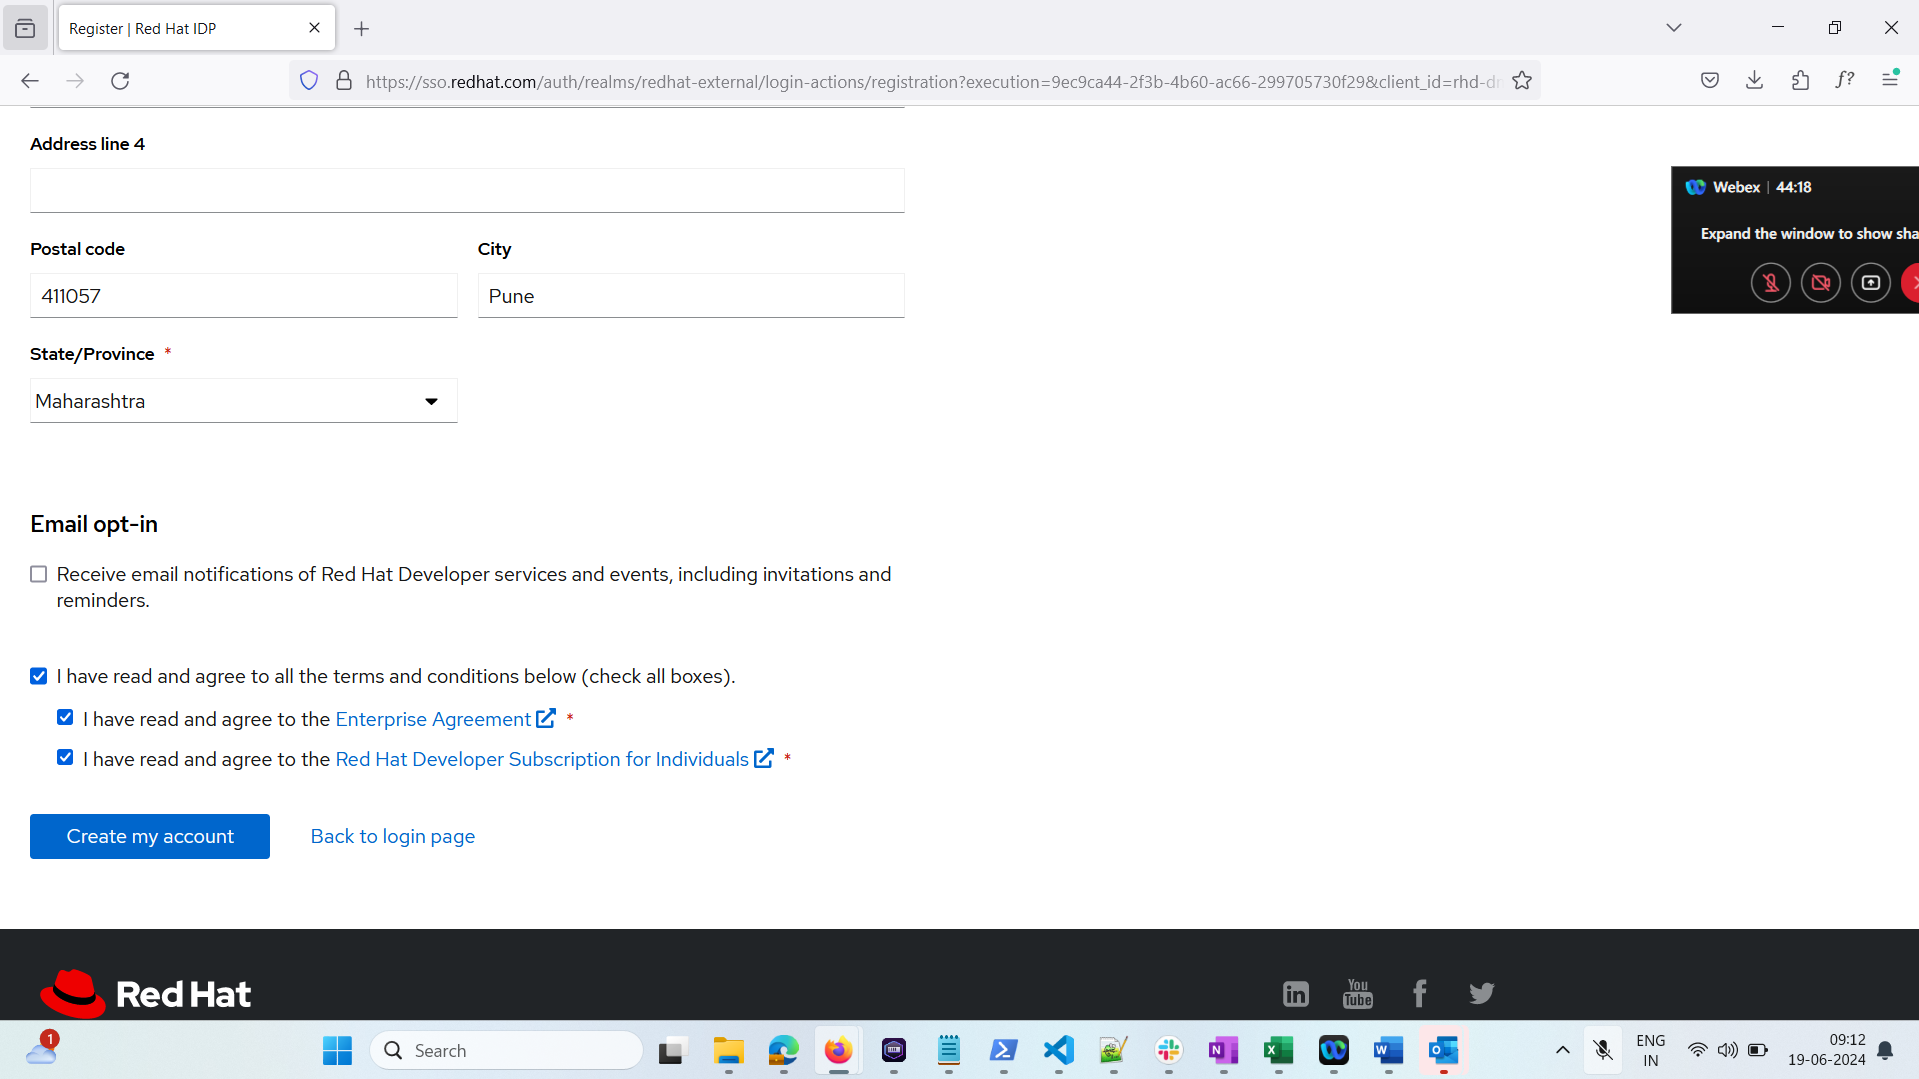 Register | Red Hat IDP
https://sso.redhat.com/auth/realms/redhat-external/login-actions/registration?execution=9ec9ca44-2f3b-4b60-ac66-299705730f29&client_id=rhd-d
Address line 4
Webex | 44:18
Expand the window to show sha
Postal code City
411057 Pune
State/Province *
Maharashtra
Email opt-in
Receive email notifications of Red Hat Developer services and events, including invitations and
reminders.
I have read and agree to all the terms and conditions below (check all boxes).
I have read and agree to the Enterprise Agreement *
I have read and agree to the Red Hat Developer Subscription for Individuals *
Create my account Back to login page
Red Hat
You
Tube
1
Search
ENG
IN
09:12
19-06-2024